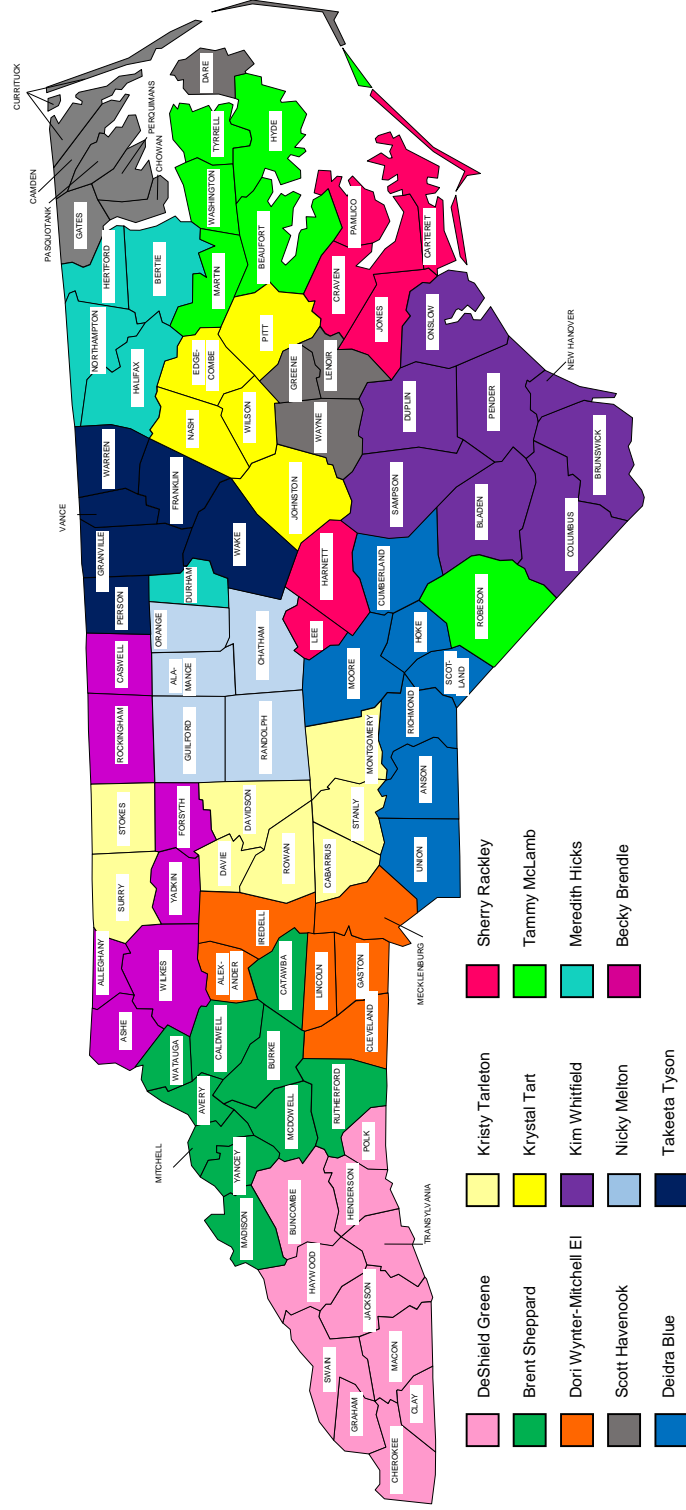 CURRITUCK
CAMDEN
PASQUOTANK
PERQUIMANS
CHOWAN
GATES
HERTFORD
NORTHAMPTON
BERTIE
HALIFAX
WARREN
VANCE
GRANVILLE
PERSON
CASWELL
ROCKINGHAM
STOKES
SURRY
ALLEGHANY
ASHE
WILKES
YADKIN
FORSYTH
GUILFORD
ALA-
MANCE
ORANGE
DURHAM
FRANKLIN
WAKE
NASH
EDGE-
COMBE
MARTIN
WASHINGTON
TYRRELL
DARE
HYDE
BEAUFORT
PITT
WILSON
JOHNSTON
CHATHAM
RANDOLPH
DAVIDSON
DAVIE
ROWAN
IREDELL
ALEX-
ANDER
CATAWBA
CALDWELL
WATAUGA
AVERY
MITCHELL
YANCEY
MADISON
BURKE
MCDOWELL
BUNCOMBE
HAYWOOD
SWAIN
GRAHAM
CHEROKEE
CLAY
MACON
JACKSON
TRANSYLVANIA
HENDERSON
POLK
RUTHERFORD
CLEVELAND
LINCOLN
GASTON
MECKLENBURG
CABARRUS
STANLY
MONTGOMERY
UNION
ANSON
RICHMOND
MOORE
LEE
HARNETT
CUMBERLAND
HOKE
SCOT-
LAND
ROBESON
WAYNE
GREENE
LENOIR
CRAVEN
PAMLICO
JONES
CARTERET
ONSLOW
DUPLIN
SAMPSON
PENDER
BLADEN
NEW HANOVER
BRUNSWICK
COLUMBUS
DeShield Greene
Brent Sheppard
Dori Wynter-Mitchell El
Scott Havenook
Deidra Blue
Kristy Tarleton
Krystal Tart
Kim Whitfield
Nicky Melton
Takeeta Tyson
Sherry Rackley
Tammy McLamb
Meredith Hicks
Becky Brendle